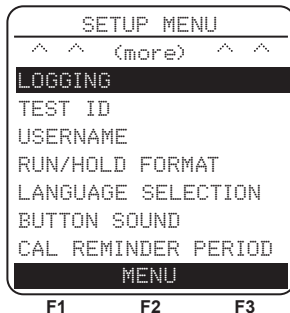 SETUP MENU
^ ^ (more) ^ ^
LOGGING
TEST ID
USERNAME
RUN/HOLD FORMAT
LANGUAGE SELECTION
BUTTON SOUND
CAL REMINDER PERIOD
MENU
F1 F2 F3